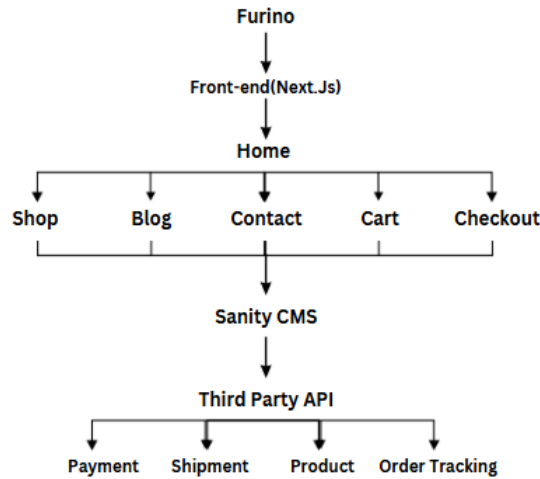 Furino
Front-end(Next.Js)
Home
Shop Blog Contact Cart Checkout
Sanity CMS
Third Party API
Payment Shipment Product Order Tracking